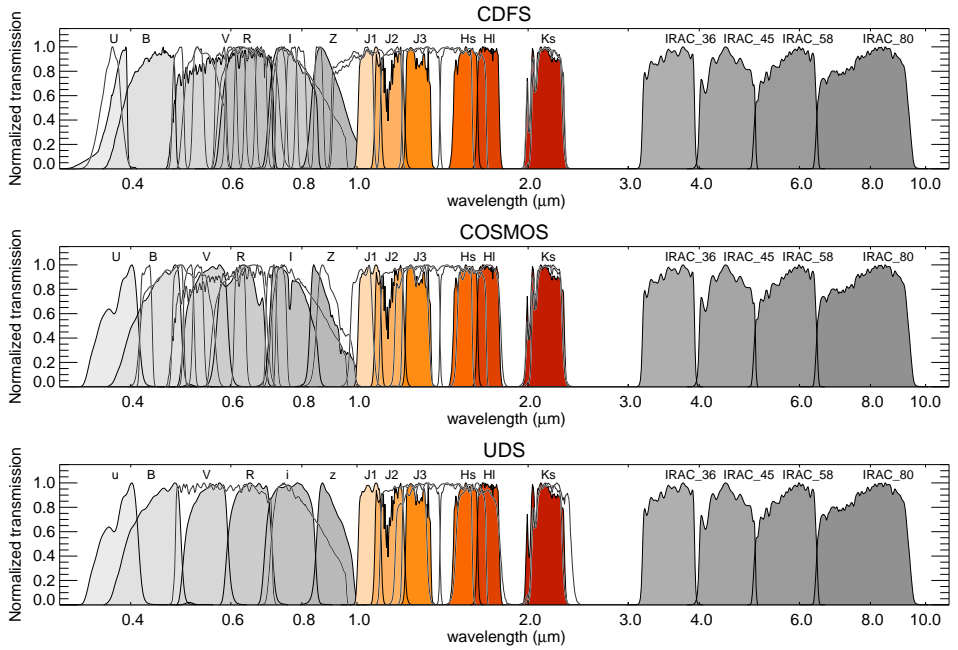 CDFS
U B V R I Z J1 J2 J3 Hs Hl Ks IRAC_36 IRAC_45 IRAC_58 IRAC_80
Normalized transmission
1.0
0.8
0.6
0.4
0.2
0.0
0.4 0.6 0.8 1.0 2.0 3.0 4.0 6.0 8.0 10.0
wavelength (μm)
COSMOS
U B V R I Z J1 J2 J3 Hs Hl Ks IRAC_36 IRAC_45 IRAC_58 IRAC_80
Normalized transmission
1.0
0.8
0.6
0.4
0.2
0.0
0.4 0.6 0.8 1.0 2.0 3.0 4.0 6.0 8.0 10.0
wavelength (μm)
UDS
u B V R i z J1 J2 J3 Hs Hl Ks IRAC_36 IRAC_45 IRAC_58 IRAC_80
Normalized transmission
1.0
0.8
0.6
0.4
0.2
0.0
0.4 0.6 0.8 1.0 2.0 3.0 4.0 6.0 8.0 10.0
wavelength (μm)